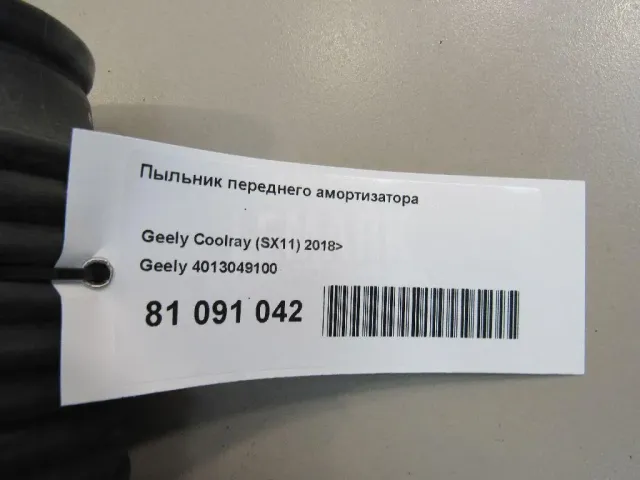 Пыльник переднего амортизатора
Geely Coolray (SX11) 2018>
Geely 4013049100
81 091 042